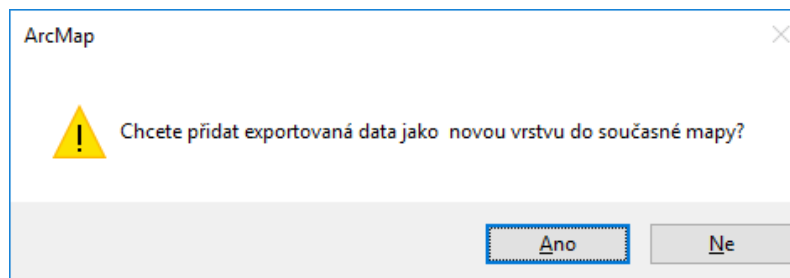 ArcMap
Chcete přidat exportovaná data jako  novou vrstvu do současné mapy?
Ano
Ne